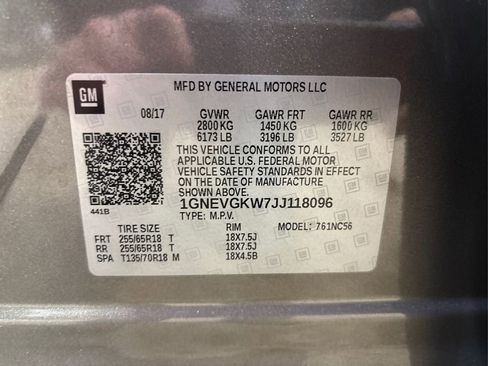 GM
MFD BY GENERAL MOTORS LLC
08/17 GVWR GAWR FRT GAWR RR
2800 KG 1450 KG 1600 KG
6173 LB 3196 LB 3527 LB
THIS VEHICLE CONFORMS TO ALL
APPLICABLE U.S. FEDERAL MOTOR
VEHICLE SAFETY STANDARDS IN EFFECT
ON THE DATE OF MANUFACTURE
SHOWN ABOVE.
1GNEVGKW7JJ118096
441B TYPE: M.P.V. MODEL: 761NC56
TIRE SIZE RIM
FRT 255/65R18 T 18X7.5J
RR 255/65R18 T 18X7.5J
SPA T135/70R18 M 18X4.5B